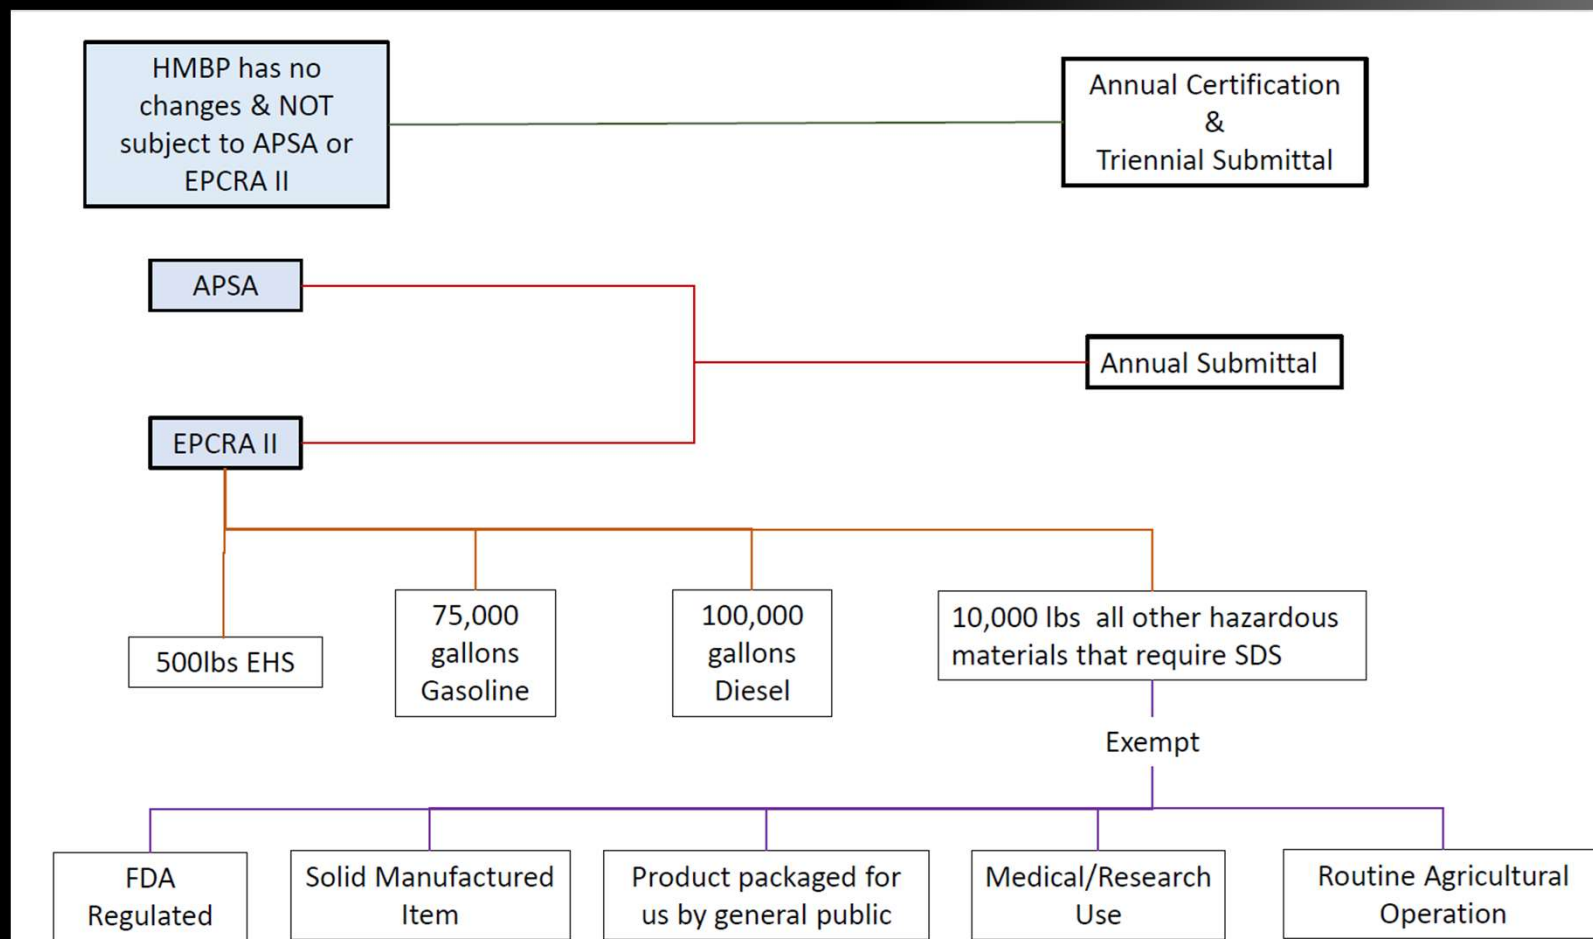 HMBP has no
changes & NOT
subject to APSA or
EPCRA II
Annual Certification
&
Triennial Submittal
APSA
Annual Submittal
EPCRA II
500lbs EHS
75,000
gallons
Gasoline
100,000
gallons
Diesel
10,000 lbs  all other hazardous
materials that require SDS
Exempt
FDA
Regulated
Solid Manufactured
Item
Product packaged for
us by general public
Medical/Research
Use
Routine Agricultural
Operation